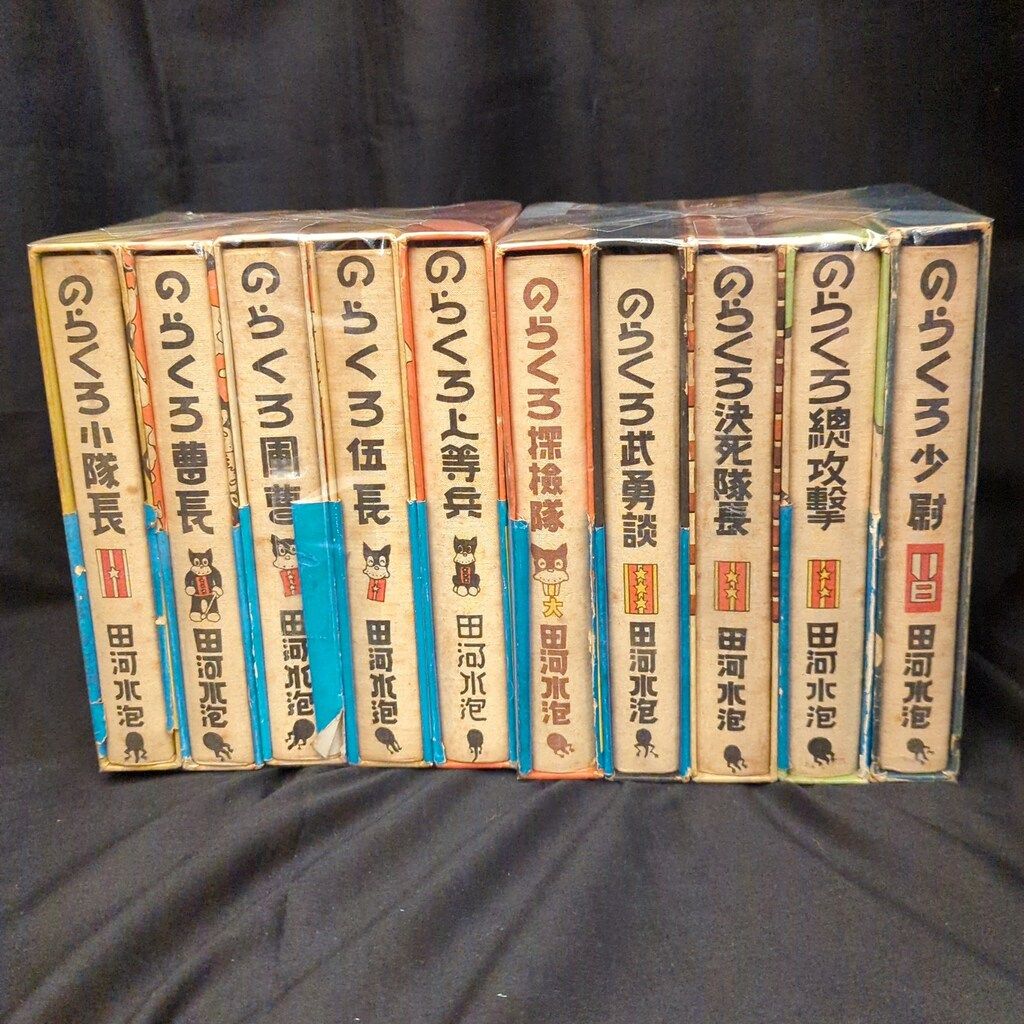 のらくろ小隊長
田河水泡
のらくろ曹長
田河水泡
のらくろ軍曹
田河水泡
のらくろ伍長
田河水泡
のらくろ上等兵
田河水泡
のらくろ探檢隊
田河水泡
のらくろ武勇談
田河水泡
のらくろ決死隊長
田河水泡
のらくろ總攻擊
田河水泡
のらくろ少尉
田河水泡